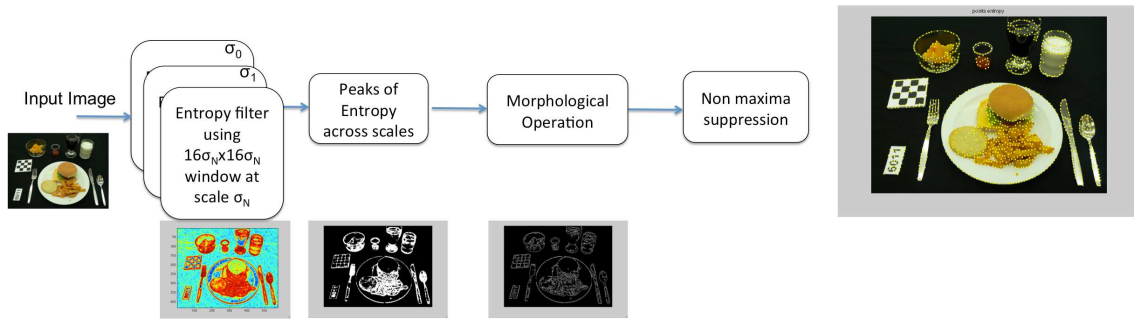 Input Image
σ0
σ1
Entropy filter
using
16σNx16σN
window at
scale σN
Peaks of
Entropy
across scales
Morphological
Operation
Non maxima
suppression
points entropy
5011